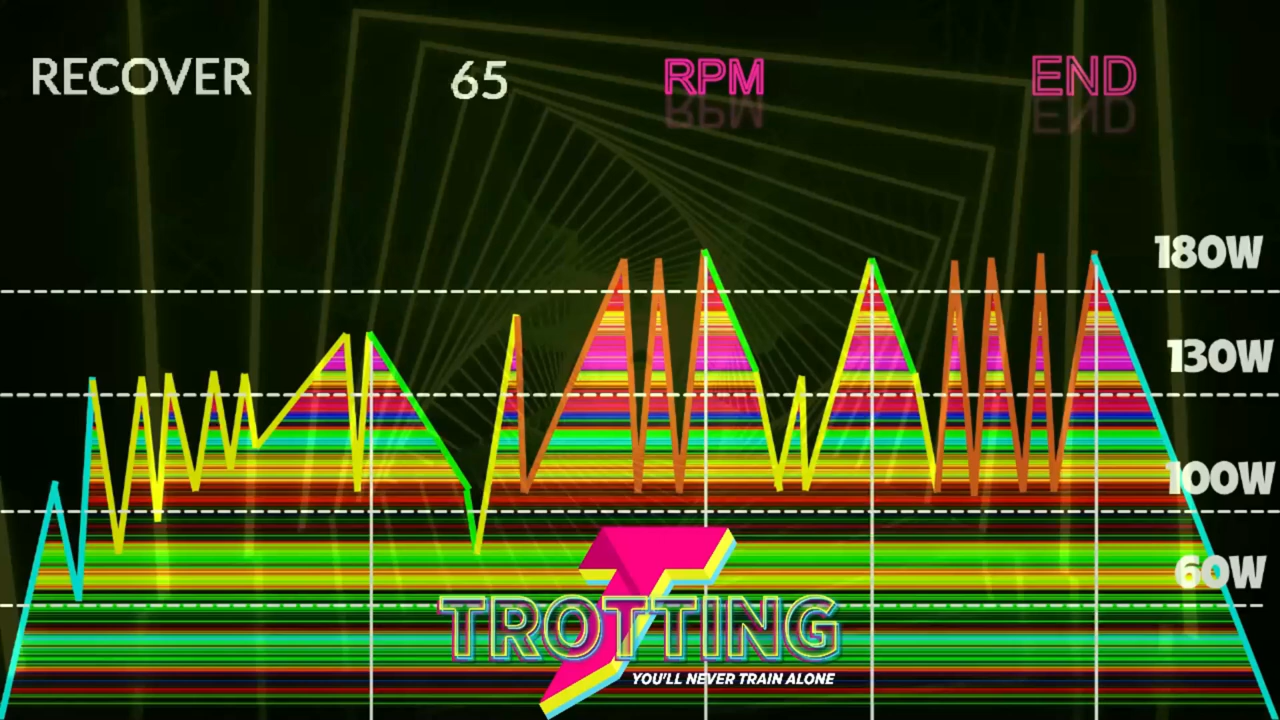 RECOVER 65 RPM END
180W
130W
100W
60W
TROTTING
YOU'LL NEVER TRAIN ALONE